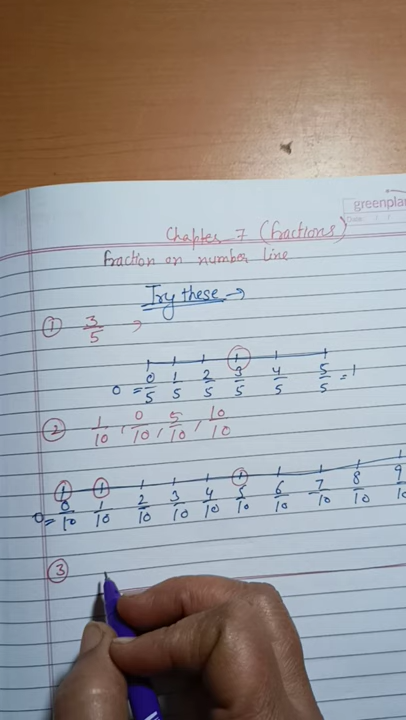 greenplan
Date
Chapter - 7 (fractions)
fraction on number line
Try these →
① 3/5 →
0 = 0/5 1/5 2/5 3/5 4/5 5/5 = 1
② 1/10, 0/10, 5/10, 10/10
0 = 0/10 1/10 2/10 3/10 4/10 5/10 6/10 7/10 8/10 9/10
③